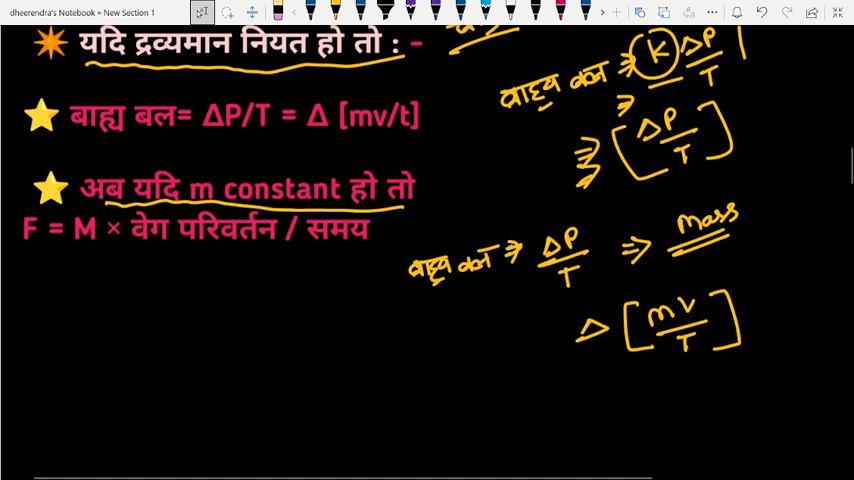 dheerendra's Notebook » New Section 1
यदि द्रव्यमान नियत हो तो : -
बाह्य बल= ΔP/T = Δ [mv/t]
अब यदि m constant हो तो
F = M × वेग परिवर्तन / समय
वाह्य बल ⇒ K ΔP/T
⇒ [ΔP/T]
वाह्य बल ⇒ ΔP/T ⇒ mass
Δ [mv/T]